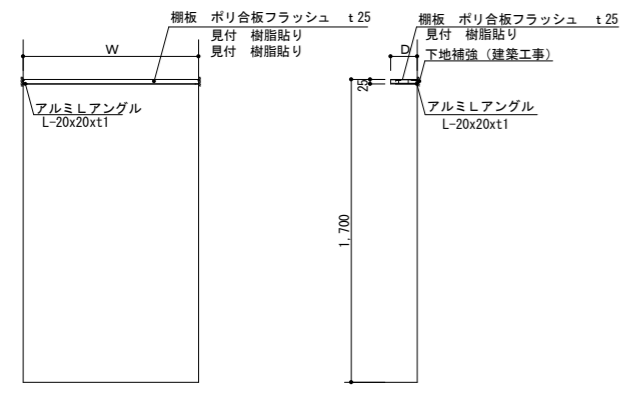 棚板　ポリ合板フラッシュ　ｔ25
見付　樹脂貼り
見付　樹脂貼り
W
アルミＬアングル
L-20x20xt1
棚板　ポリ合板フラッシュ　ｔ25
見付　樹脂貼り
D
下地補強（建築工事）
25
アルミＬアングル
L-20x20xt1
1,700